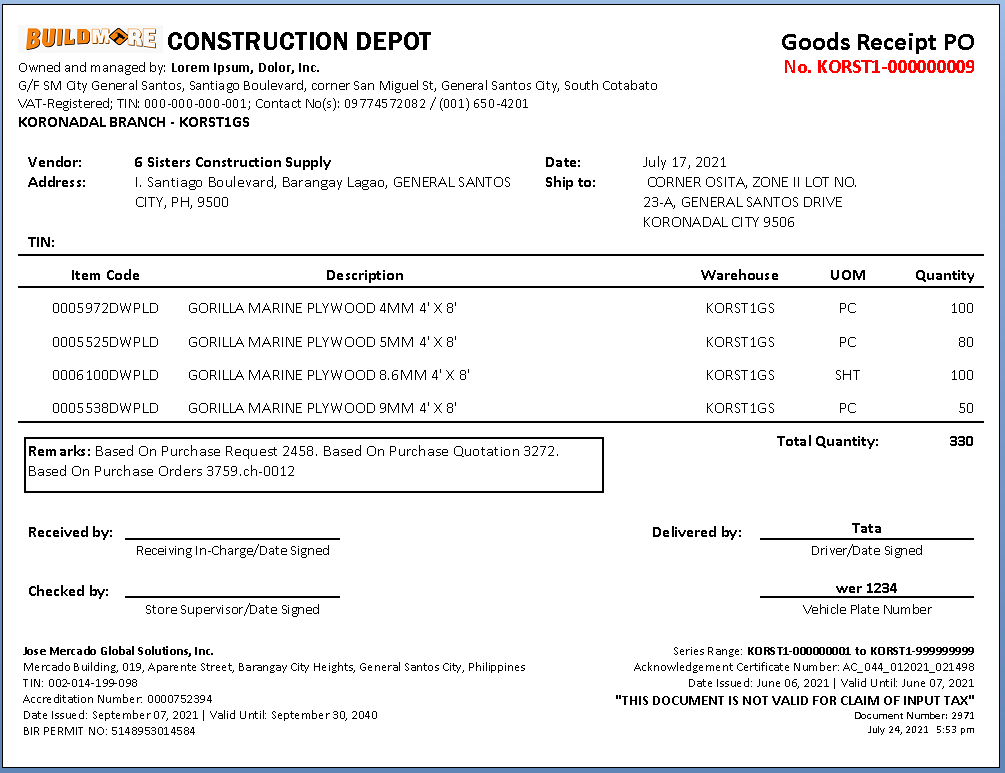 BUILDMORE CONSTRUCTION DEPOT
Goods Receipt PO
No. KORST1-000000009
Owned and managed by: Lorem Ipsum, Dolor, Inc.
G/F SM City General Santos, Santiago Boulevard, corner San Miguel St, General Santos City, South Cotabato
VAT-Registered; TIN: 000-000-000-001; Contact No(s): 09774572082 / (001) 650-4201
KORONADAL BRANCH - KORST1GS
Vendor: 6 Sisters Construction Supply Date: July 17, 2021
Address: I. Santiago Boulevard, Barangay Lagao, GENERAL SANTOS Ship to: CORNER OSITA, ZONE II LOT NO.
CITY, PH, 9500 23-A, GENERAL SANTOS DRIVE
KORONADAL CITY 9506
TIN:
Item Code Description Warehouse UOM Quantity
0005972DWPLD GORILLA MARINE PLYWOOD 4MM 4' X 8' KORST1GS PC 100
0005525DWPLD GORILLA MARINE PLYWOOD 5MM 4' X 8' KORST1GS PC 80
0006100DWPLD GORILLA MARINE PLYWOOD 8.6MM 4' X 8' KORST1GS SHT 100
0005538DWPLD GORILLA MARINE PLYWOOD 9MM 4' X 8' KORST1GS PC 50
Total Quantity: 330
Remarks: Based On Purchase Request 2458. Based On Purchase Quotation 3272.
Based On Purchase Orders 3759.ch-0012
Received by: Delivered by: Tata
Receiving In-Charge/Date Signed Driver/Date Signed
Checked by: wer 1234
Store Supervisor/Date Signed Vehicle Plate Number
Jose Mercado Global Solutions, Inc.
Mercado Building, 019, Aparente Street, Barangay City Heights, General Santos City, Philippines
TIN: 002-014-199-098
Accreditation Number: 0000752394
Date Issued: September 07, 2021 | Valid Until: September 30, 2040
BIR PERMIT NO: 5148953014584
Series Range: KORST1-000000001 to KORST1-999999999
Acknowledgement Certificate Number: AC_044_012021_021498
Date Issued: June 06, 2021 | Valid Until: June 07, 2021
"THIS DOCUMENT IS NOT VALID FOR CLAIM OF INPUT TAX"
Document Number: 2971
July 24, 2021 5:53 pm